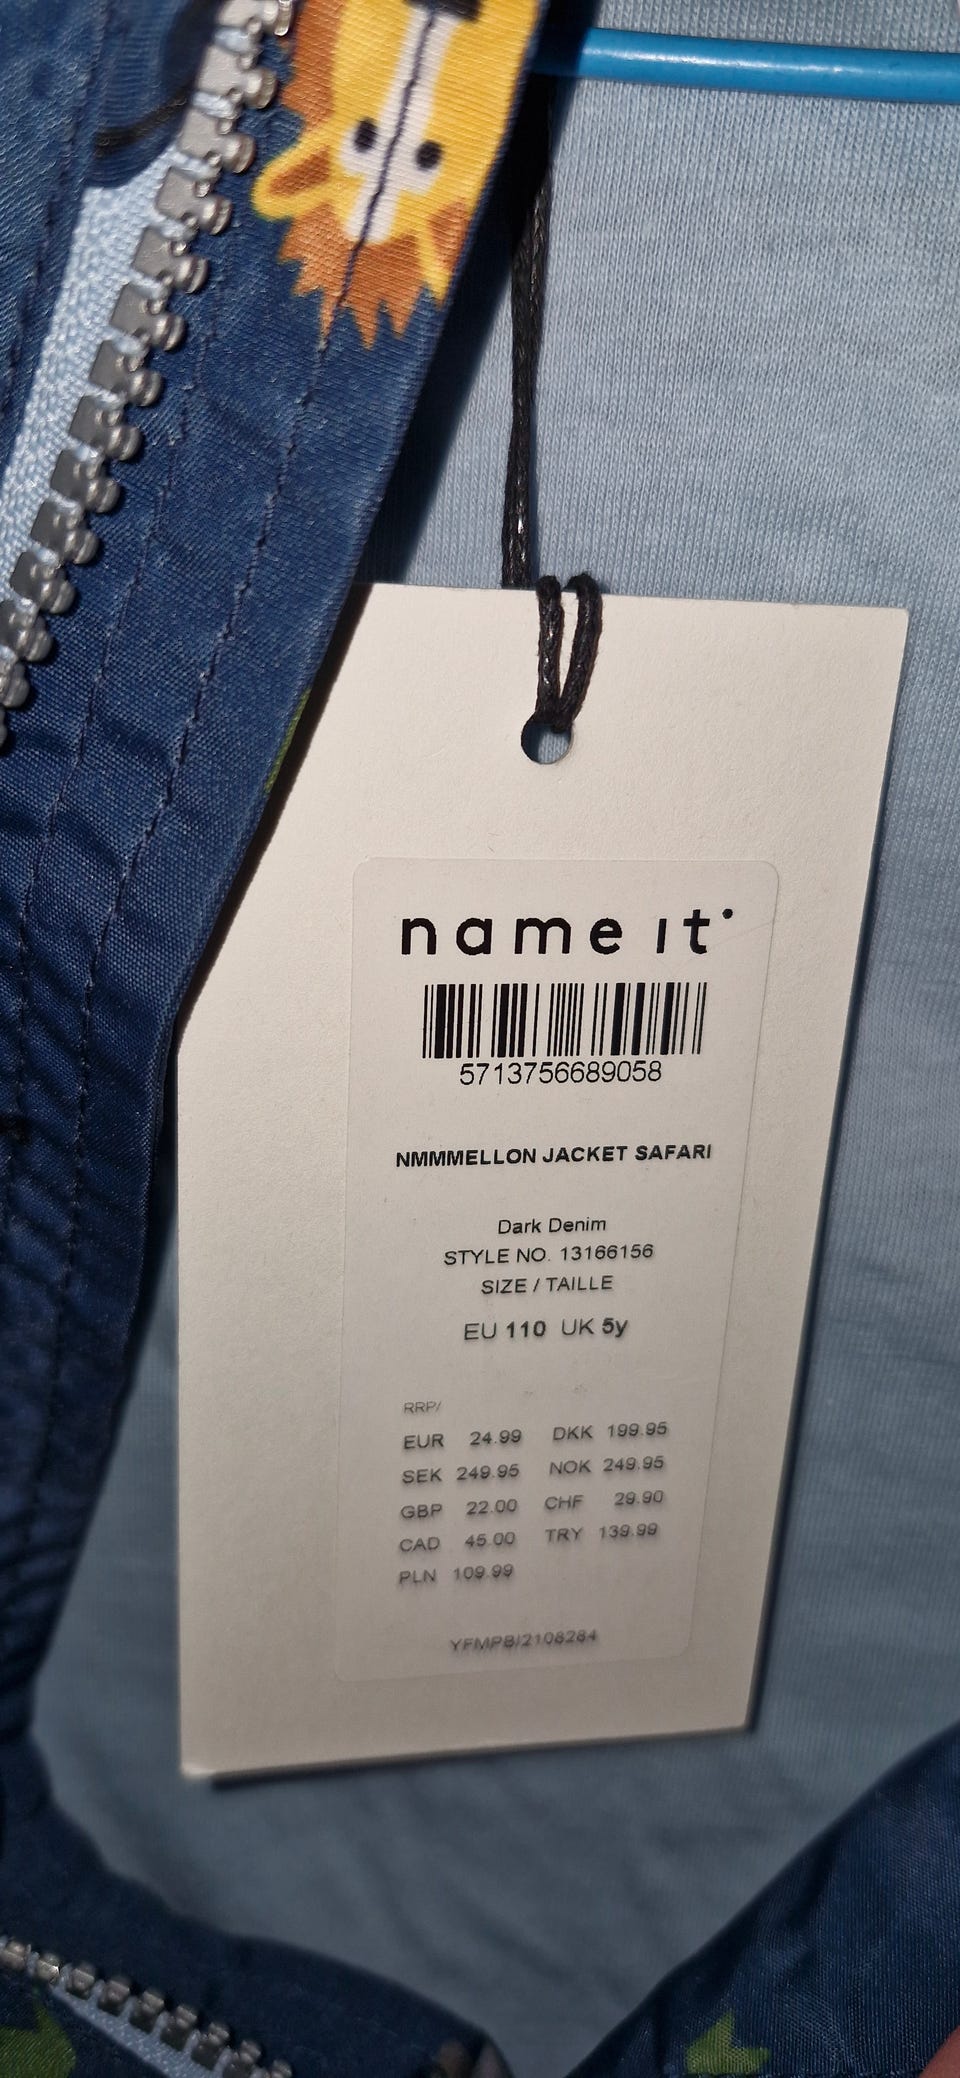 name it
5713756689058
NMMMELLON JACKET SAFARI
Dark Denim
STYLE NO. 13166156
SIZE / TAILLE
EU 110 UK 5y
RRP/
EUR 24.99 DKK 199.95
SEK 249.95 NOK 249.95
GBP 22.00 CHF 29.90
CAD 45.00 TRY 139.99
PLN 109.99
YFMPB/2108284